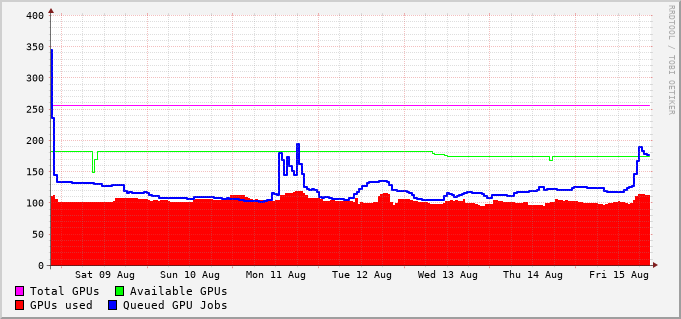 400
350
300
250
200
150
100
50
0
Sat 09 Aug Sun 10 Aug Mon 11 Aug Tue 12 Aug Wed 13 Aug Thu 14 Aug Fri 15 Aug
Total GPUs Available GPUs
GPUs used Queued GPU Jobs
RRDTOOL / TOBI OETIKER